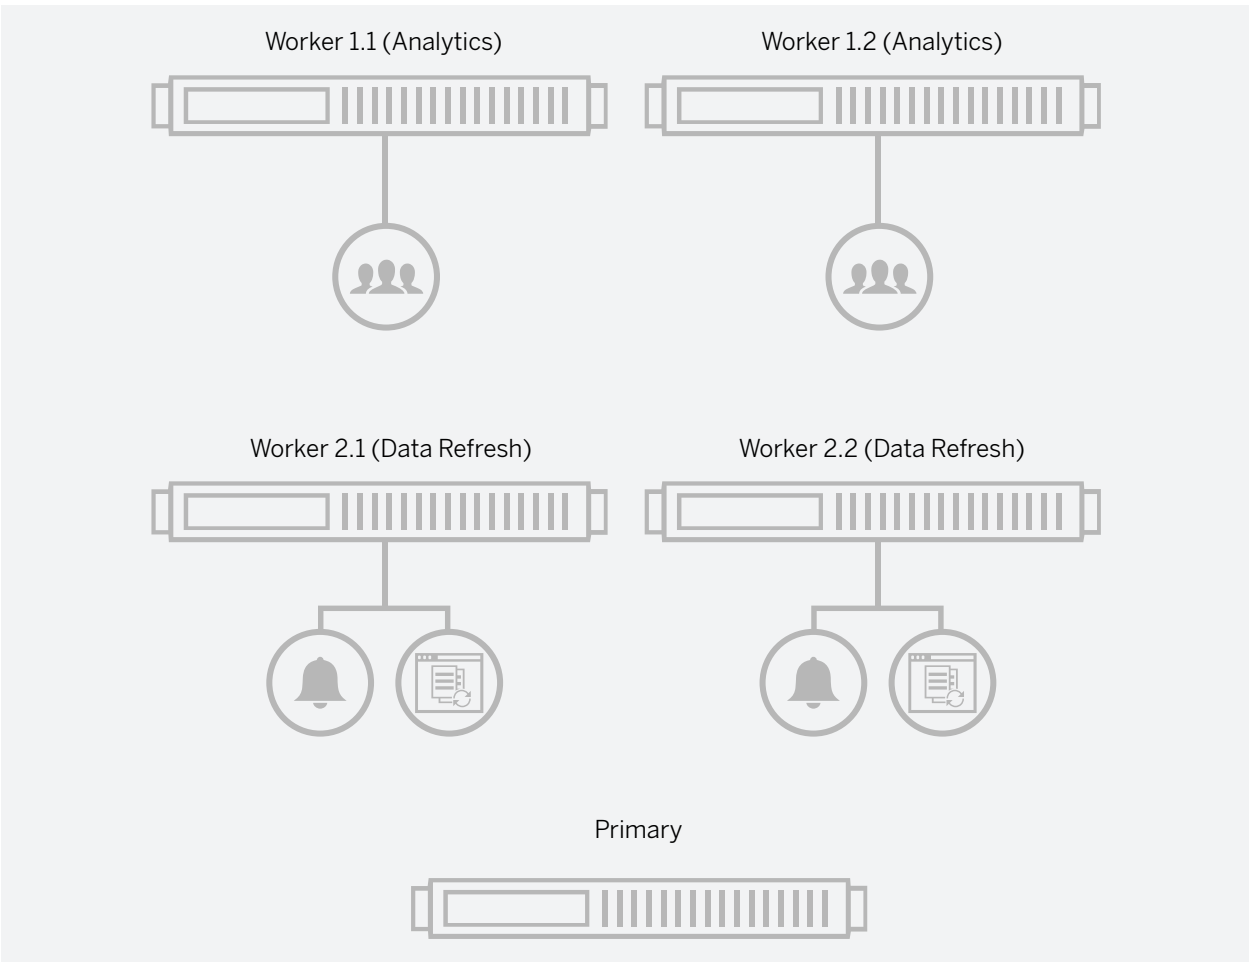 Worker 1.1 (Analytics)
Worker 1.2 (Analytics)
Worker 2.1 (Data Refresh)
Worker 2.2 (Data Refresh)
Primary